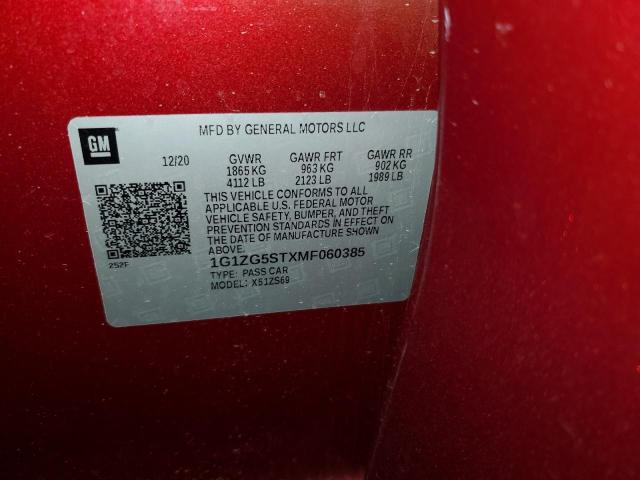 MFD BY GENERAL MOTORS LLC
GM
12/20 GVWR GAWR FRT GAWR RR
1865 KG 963 KG 902 KG
4112 LB 2123 LB 1989 LB
THIS VEHICLE CONFORMS TO ALL
APPLICABLE U.S. FEDERAL MOTOR
VEHICLE SAFETY, BUMPER, AND THEFT
PREVENTION STANDARDS IN EFFECT ON
THE DATE OF MANUFACTURE SHOWN
ABOVE.
252F
1G1ZG5STXMF060385
TYPE: PASS CAR
MODEL: X51ZS69